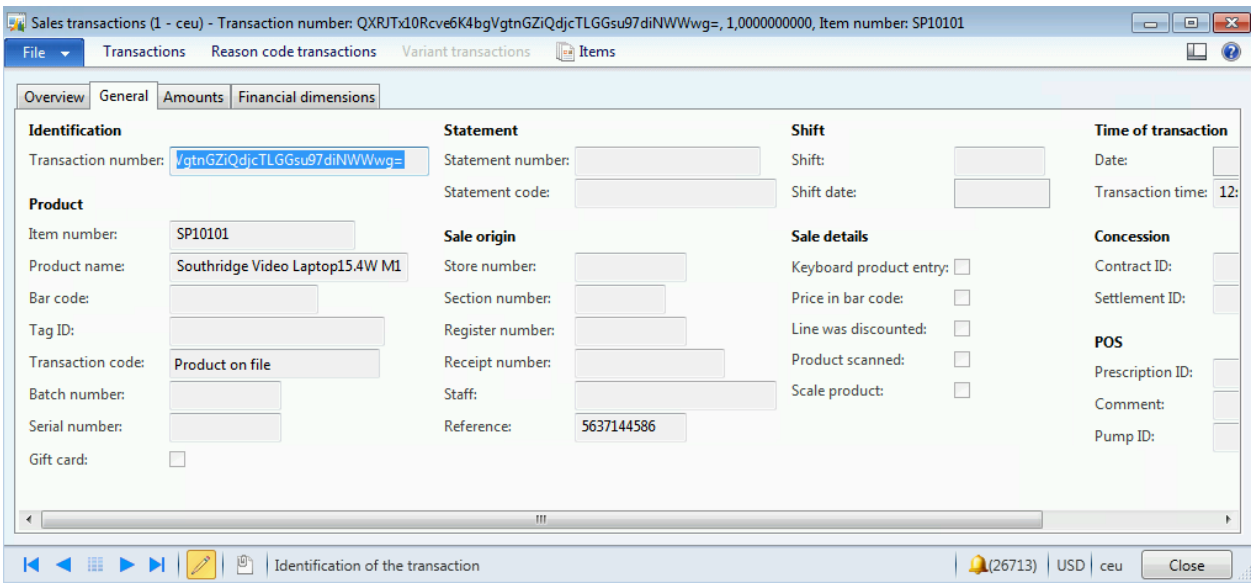 Sales transactions (1 - ceu) - Transaction number: QXRJTx10Rcve6K4bgVgtnGZiQdjcTLGGsu97diNWWwg=, 1,0000000000, Item number: SP10101
File Transactions Reason code transactions Variant transactions Items
Overview General Amounts Financial dimensions
Identification
Transaction number: VgtnGZiQdjcTLGGsu97diNWWwg=
Product
Item number: SP10101
Product name: Southridge Video Laptop15.4W M1
Bar code:
Tag ID:
Transaction code: Product on file
Batch number:
Serial number:
Gift card:
Statement
Statement number:
Statement code:
Sale origin
Store number:
Section number:
Register number:
Receipt number:
Staff:
Reference: 5637144586
Shift
Shift:
Shift date:
Sale details
Keyboard product entry:
Price in bar code:
Line was discounted:
Product scanned:
Scale product:
Time of transaction
Date:
Transaction time: 12:
Concession
Contract ID:
Settlement ID:
POS
Prescription ID:
Comment:
Pump ID:
Identification of the transaction (26713) USD ceu Close